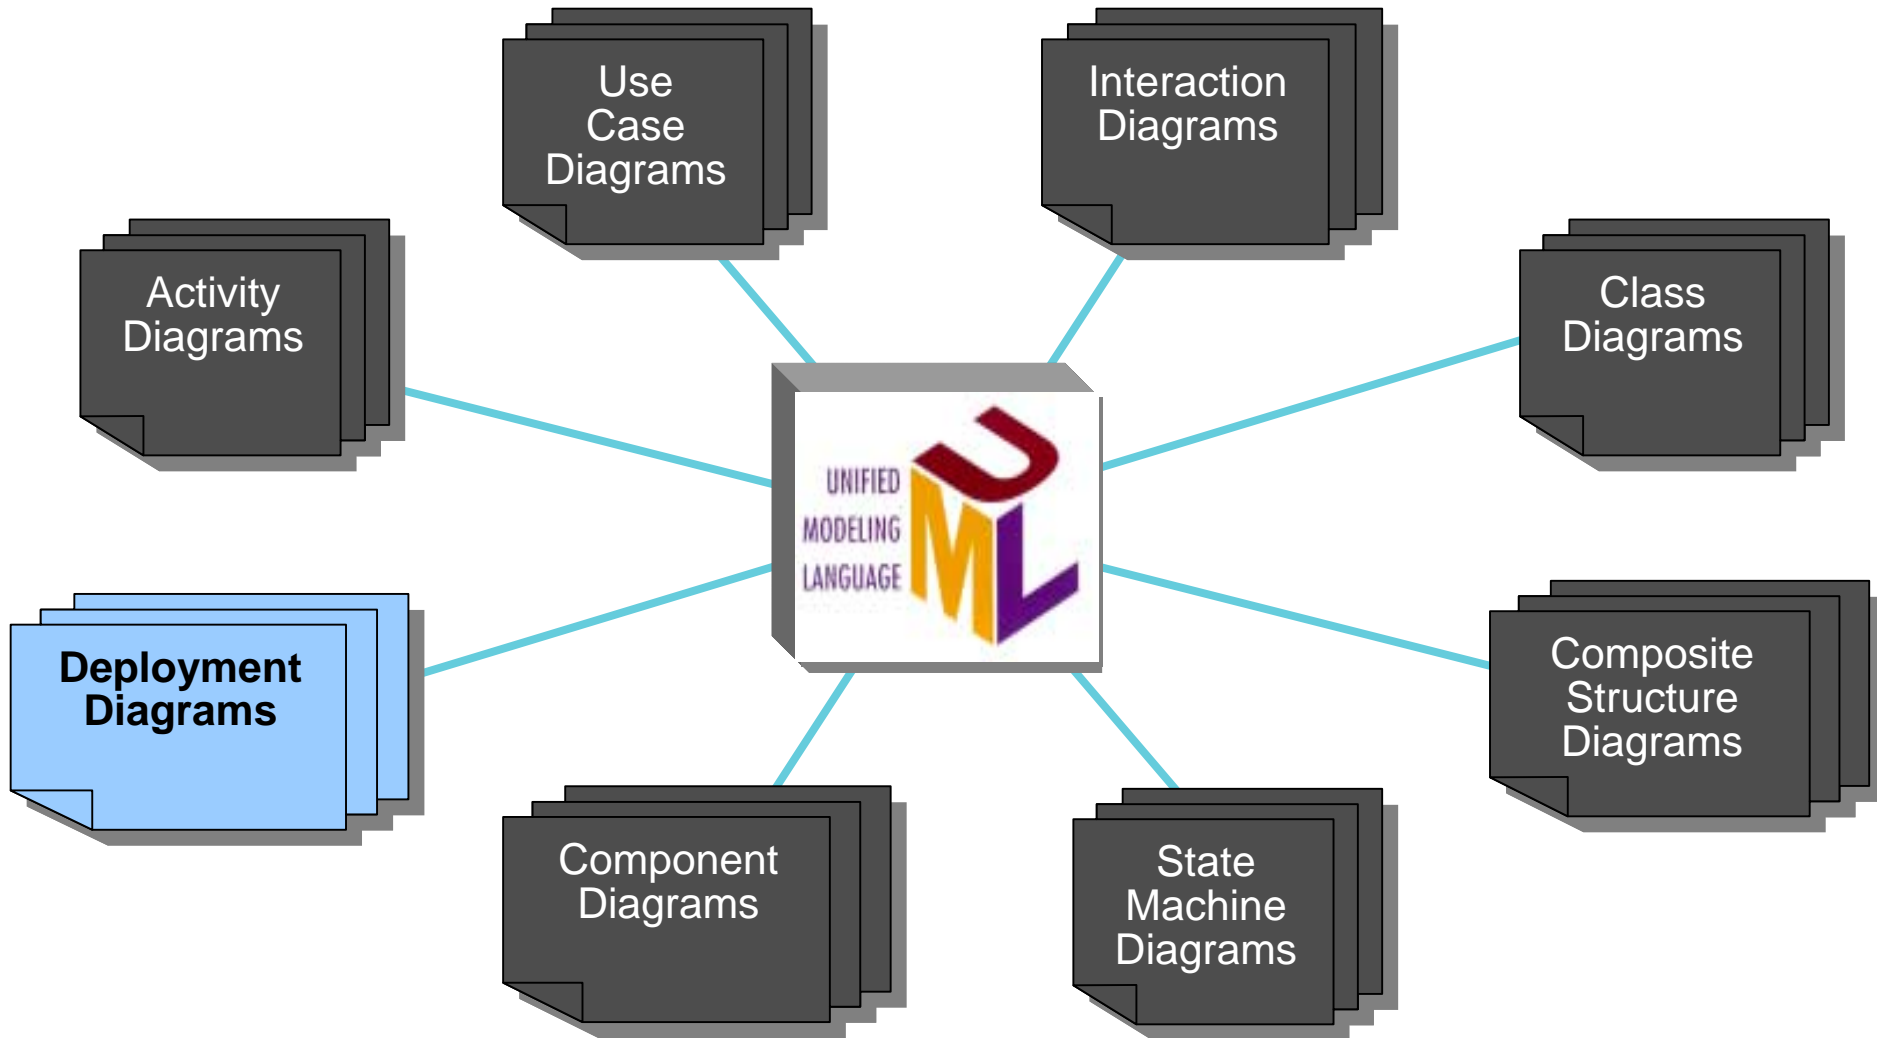 Use
Case
Diagrams
Interaction
Diagrams
Activity
Diagrams
Class
Diagrams
UNIFIED
MODELING
LANGUAGE
UML
Deployment
Diagrams
Composite
Structure
Diagrams
Component
Diagrams
State
Machine
Diagrams